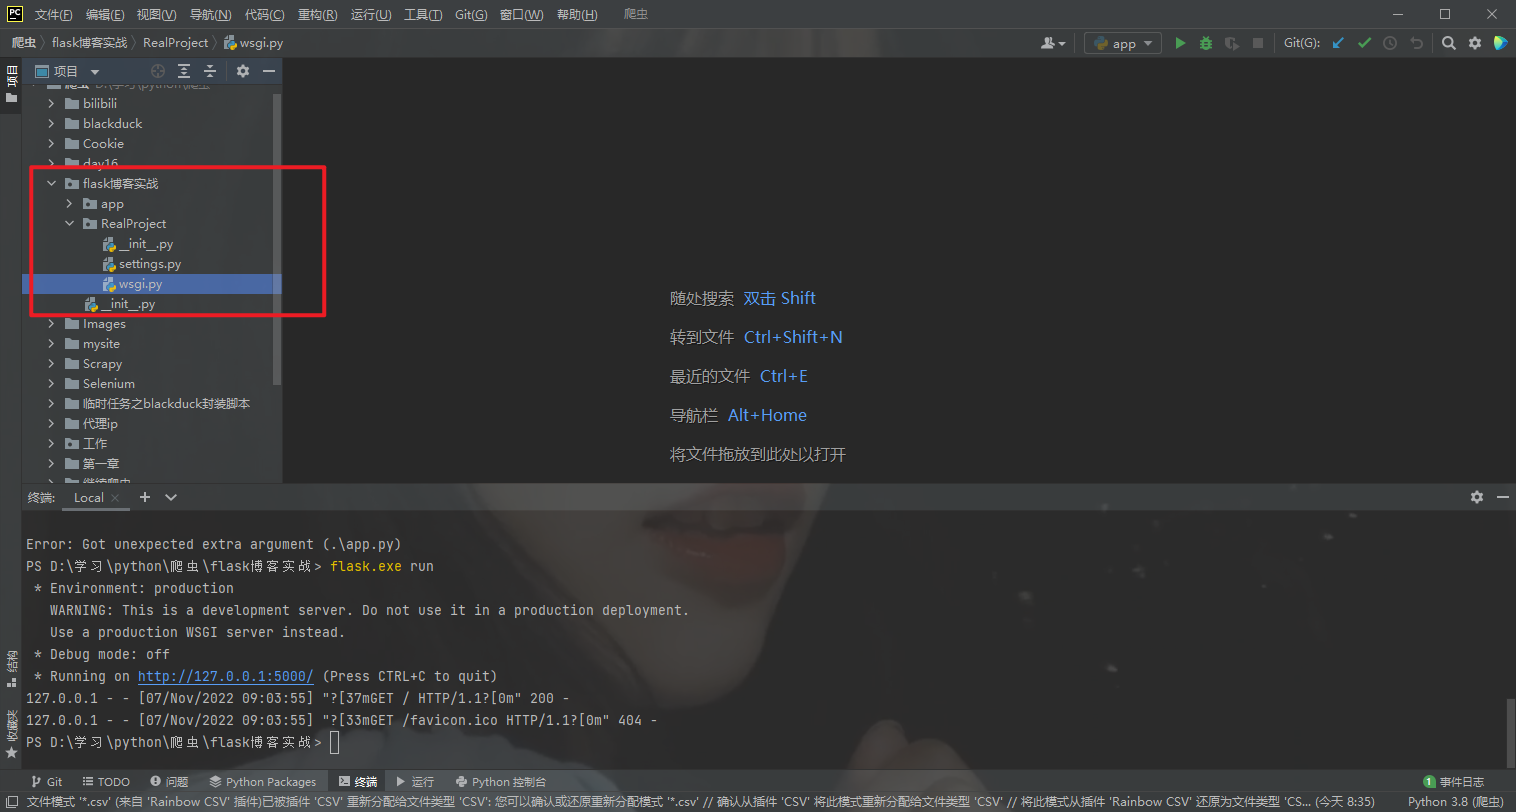 PC 文件(F) 编辑(E) 视图(V) 导航(N) 代码(C) 重构(R) 运行(U) 工具(T) Git(G) 窗口(W) 帮助(H) 爬虫
爬虫 flask博客实战 RealProject wsgi.py app Git(G):
项目
项目
爬虫 D:\学习\python\爬虫
bilibili
blackduck
Cookie
day16
flask博客实战
app
RealProject
__init__.py
settings.py
wsgi.py
__init__.py
Images
mysite
Scrapy
Selenium
临时任务之blackduck封装脚本
代理ip
工作
第一章
继续爬虫
随处搜索 双击 Shift
转到文件 Ctrl+Shift+N
最近的文件 Ctrl+E
导航栏 Alt+Home
将文件拖放到此处以打开
终端: Local
Error: Got unexpected extra argument (.\app.py)
PS D:\学习\python\爬虫\flask博客实战> flask.exe run
* Environment: production
WARNING: This is a development server. Do not use it in a production deployment.
Use a production WSGI server instead.
* Debug mode: off
* Running on http://127.0.0.1:5000/ (Press CTRL+C to quit)
127.0.0.1 - - [07/Nov/2022 09:03:55] "?[37mGET / HTTP/1.1?[0m" 200 -
127.0.0.1 - - [07/Nov/2022 09:03:55] "?[33mGET /favicon.ico HTTP/1.1?[0m" 404 -
PS D:\学习\python\爬虫\flask博客实战>
结构
收藏夹
Git TODO 问题 Python Packages 终端 运行 Python 控制台 1 事件日志
文件模式 '*.csv' (来自 'Rainbow CSV' 插件)已被插件 'CSV' 重新分配给文件类型 'CSV': 您可以确认或还原重新分配模式 '*.csv' // 确认从插件 'CSV' 将此模式重新分配给文件类型 'CSV' // 将此模式从插件 'Rainbow CSV' 还原为文件类型 'CS... (今天 8:35) Python 3.8 (爬虫)